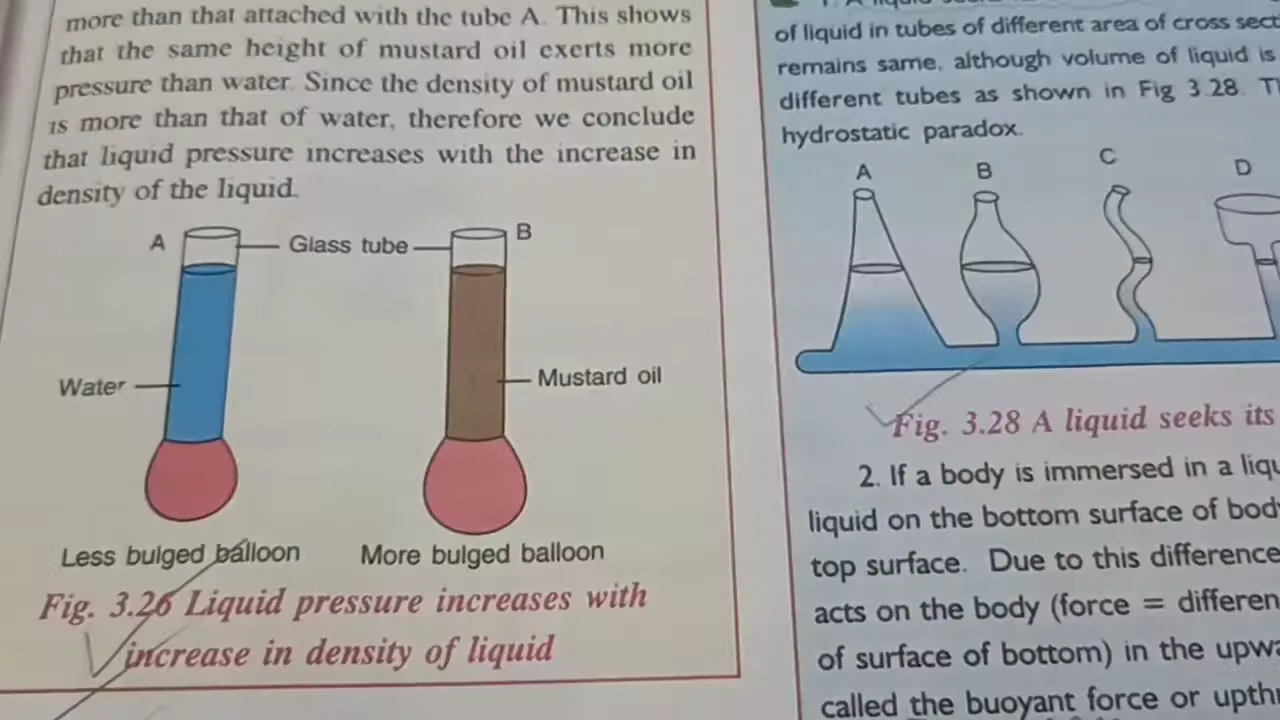 more than that attached with the tube A. This shows
that the same height of mustard oil exerts more
pressure than water. Since the density of mustard oil
is more than that of water, therefore we conclude
that liquid pressure increases with the increase in
density of the liquid.
A
Glass tube
B
Water
Mustard oil
Less bulged balloon
More bulged balloon
Fig. 3.26 Liquid pressure increases with
increase in density of liquid
of liquid in tubes of different area of cross
remains same, although volume of liquid is
different tubes as shown in Fig 3.28.
hydrostatic paradox.
A
B
C
D
Fig. 3.28 A liquid seeks its
2. If a body is immersed in a
liquid on the bottom surface of
top surface. Due to this difference
acts on the body (force =
of surface of bottom) in the
called the buoyant force or